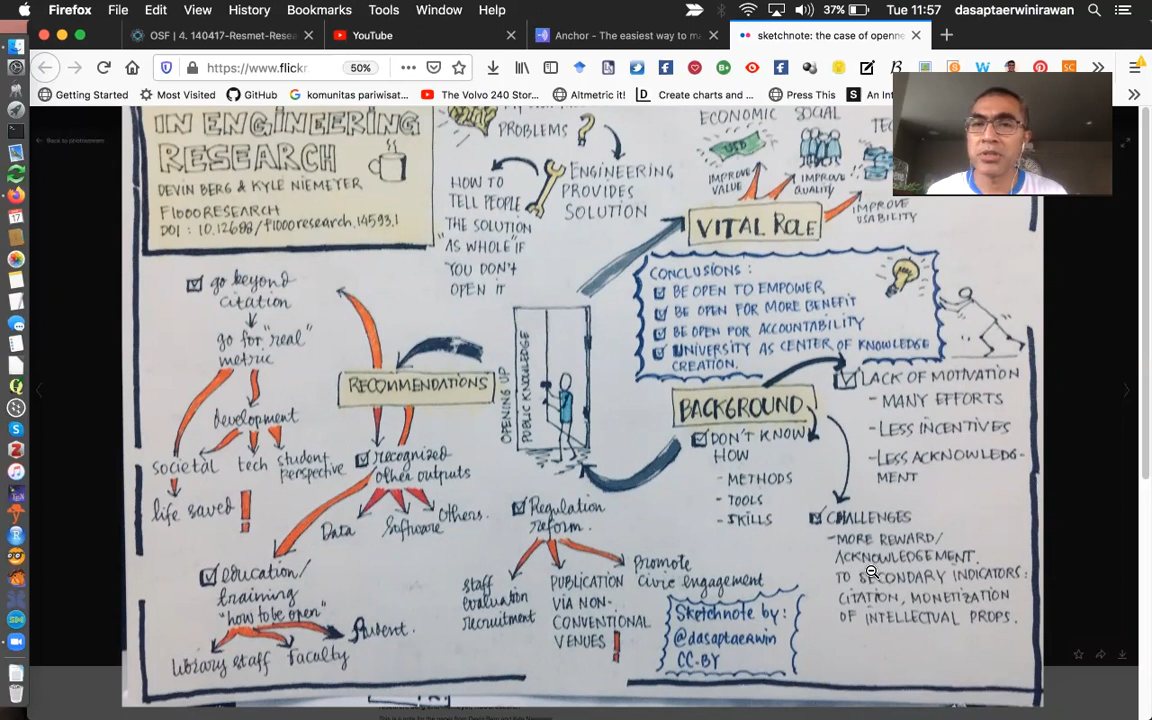 Firefox File Edit View History Bookmarks Tools Window Help
37% Tue 11:57 dasaptaerwinirawan
OSF | 4. 140417-Resmet-Resea
YouTube
Anchor - The easiest way to ma
sketchnote: the case of openne
https://www.flickr
50%
Getting Started
Most Visited
GitHub
komunitas pariwisat...
The Volvo 240 Stor...
Altmetric it!
Create charts and ...
Press This
An Int
Back to photostream
IN ENGINEERING
RESEARCH
DEVIN BERG & KYLE NIEMEYER
F1000RESEARCH
DOI : 10.12688/f1000research.14593.1
PROBLEMS ?
ENGINEERING
PROVIDES
SOLUTION
HOW TO
TELL PEOPLE
THE SOLUTION
"AS WHOLE" IF
YOU DON'T
OPEN IT
ECONOMIC
SOCIAL
USD
IMPROVE
VALUE
IMPROVE
QUALITY
IMPROVE
USABILITY
VITAL ROLE
CONCLUSIONS :
BE OPEN TO EMPOWER
BE OPEN FOR MORE BENEFIT
BE OPEN FOR ACCOUNTABILITY
UNIVERSITY AS CENTER OF KNOWLEDGE
CREATION.
go beyond
citation
go for "real"
metric
development
societal
tech
student
perspective
life saved !
RECOMMENDATIONS
OPENING UP
PUBLIC KNOWLEDGE
recognized
other outputs
Data
Software
Others.
education/
training
"how to be open"
library staff
Faculty
Student.
Regulation
reform.
staff
evaluation
recruitment
PUBLICATION
VIA NON-
CONVENTIONAL
VENUES !
Promote
civic engagement
BACKGROUND
DON'T KNOW
HOW
- METHODS
- TOOLS
- SKILLS
LACK OF MOTIVATION
- MANY EFFORTS
- LESS INCENTIVES
- LESS ACKNOWLEDG-
MENT
CHALLENGES
- MORE REWARD/
ACKNOWLEDGEMENT.
TO SECONDARY INDICATORS:
CITATION, MONETIZATION
OF INTELLECTUAL PROPS.
Sketchnote by:
@dasaptaerwin
CC-BY